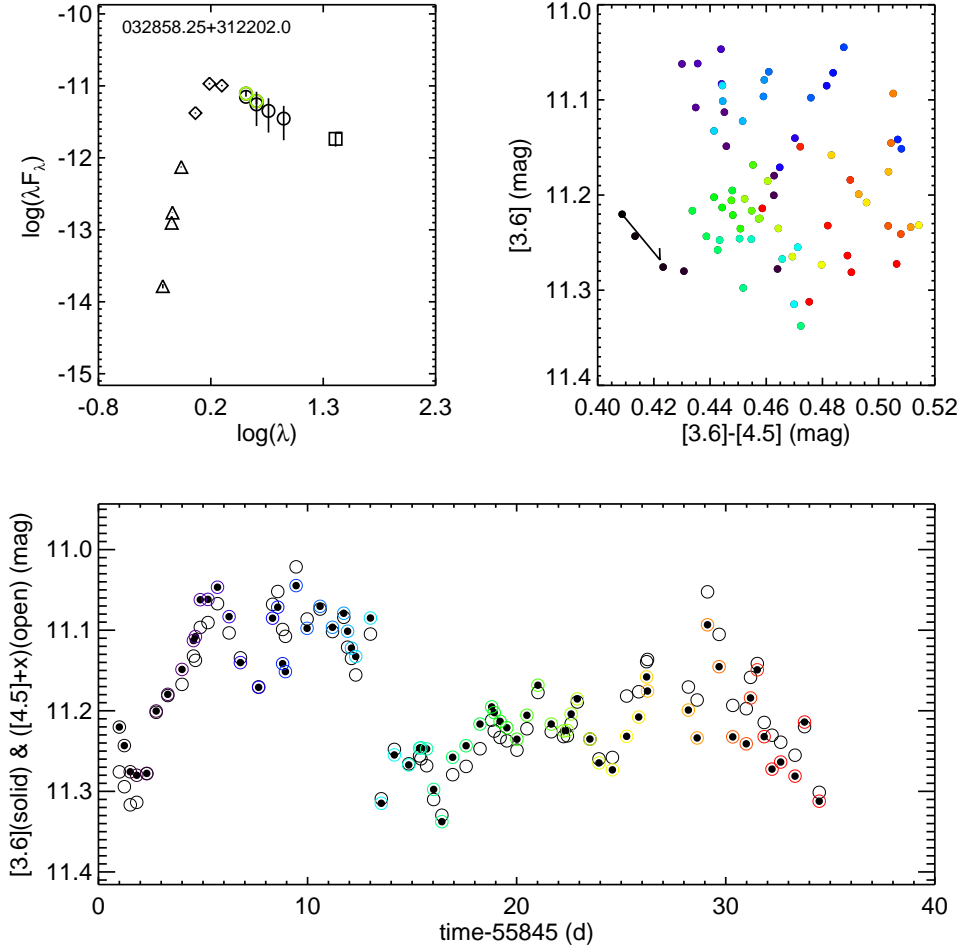 032858.25+312202.0
log(λFλ)
-10
-11
-12
-13
-14
-15
-0.8 0.2 1.3 2.3
log(λ)
[3.6] (mag)
11.0
11.1
11.2
11.3
11.4
0.40 0.42 0.44 0.46 0.48 0.50 0.52
[3.6]-[4.5] (mag)
[3.6](solid) & ([4.5]+x)(open) (mag)
11.0
11.1
11.2
11.3
11.4
0 10 20 30 40
time-55845 (d)